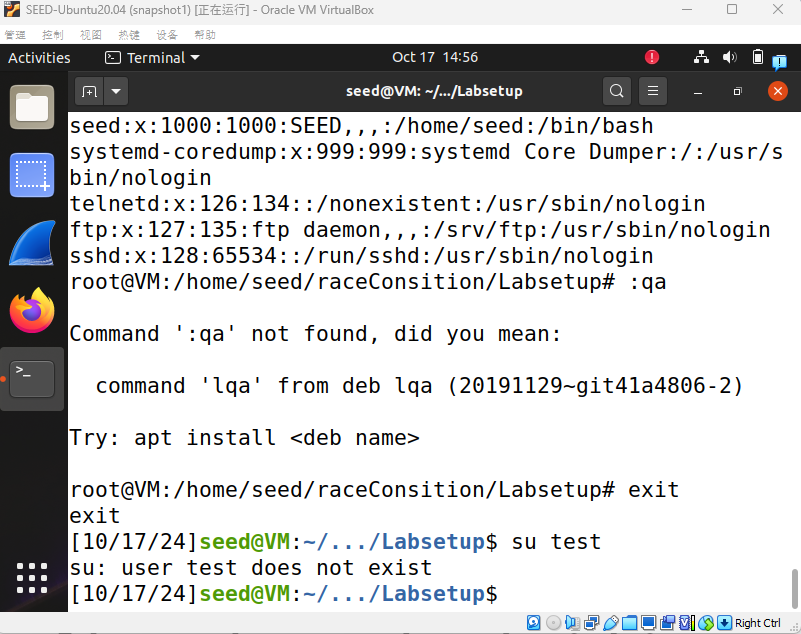 SEED-Ubuntu20.04 (snapshot1) [正在运行] - Oracle VM VirtualBox
管理 控制 视图 热键 设备 帮助
Activities Terminal Oct 17 14:56
seed@VM: ~/.../Labsetup
seed:x:1000:1000:SEED,,,:/home/seed:/bin/bash
systemd-coredump:x:999:999:systemd Core Dumper:/:/usr/s
bin/nologin
telnetd:x:126:134::/nonexistent:/usr/sbin/nologin
ftp:x:127:135:ftp daemon,,,:/srv/ftp:/usr/sbin/nologin
sshd:x:128:65534::/run/sshd:/usr/sbin/nologin
root@VM:/home/seed/raceConsition/Labsetup# :qa
Command ':qa' not found, did you mean:
command 'lqa' from deb lqa (20191129~git41a4806-2)
Try: apt install <deb name>
root@VM:/home/seed/raceConsition/Labsetup# exit
exit
[10/17/24]seed@VM:~/.../Labsetup$ su test
su: user test does not exist
[10/17/24]seed@VM:~/.../Labsetup$
Right Ctrl